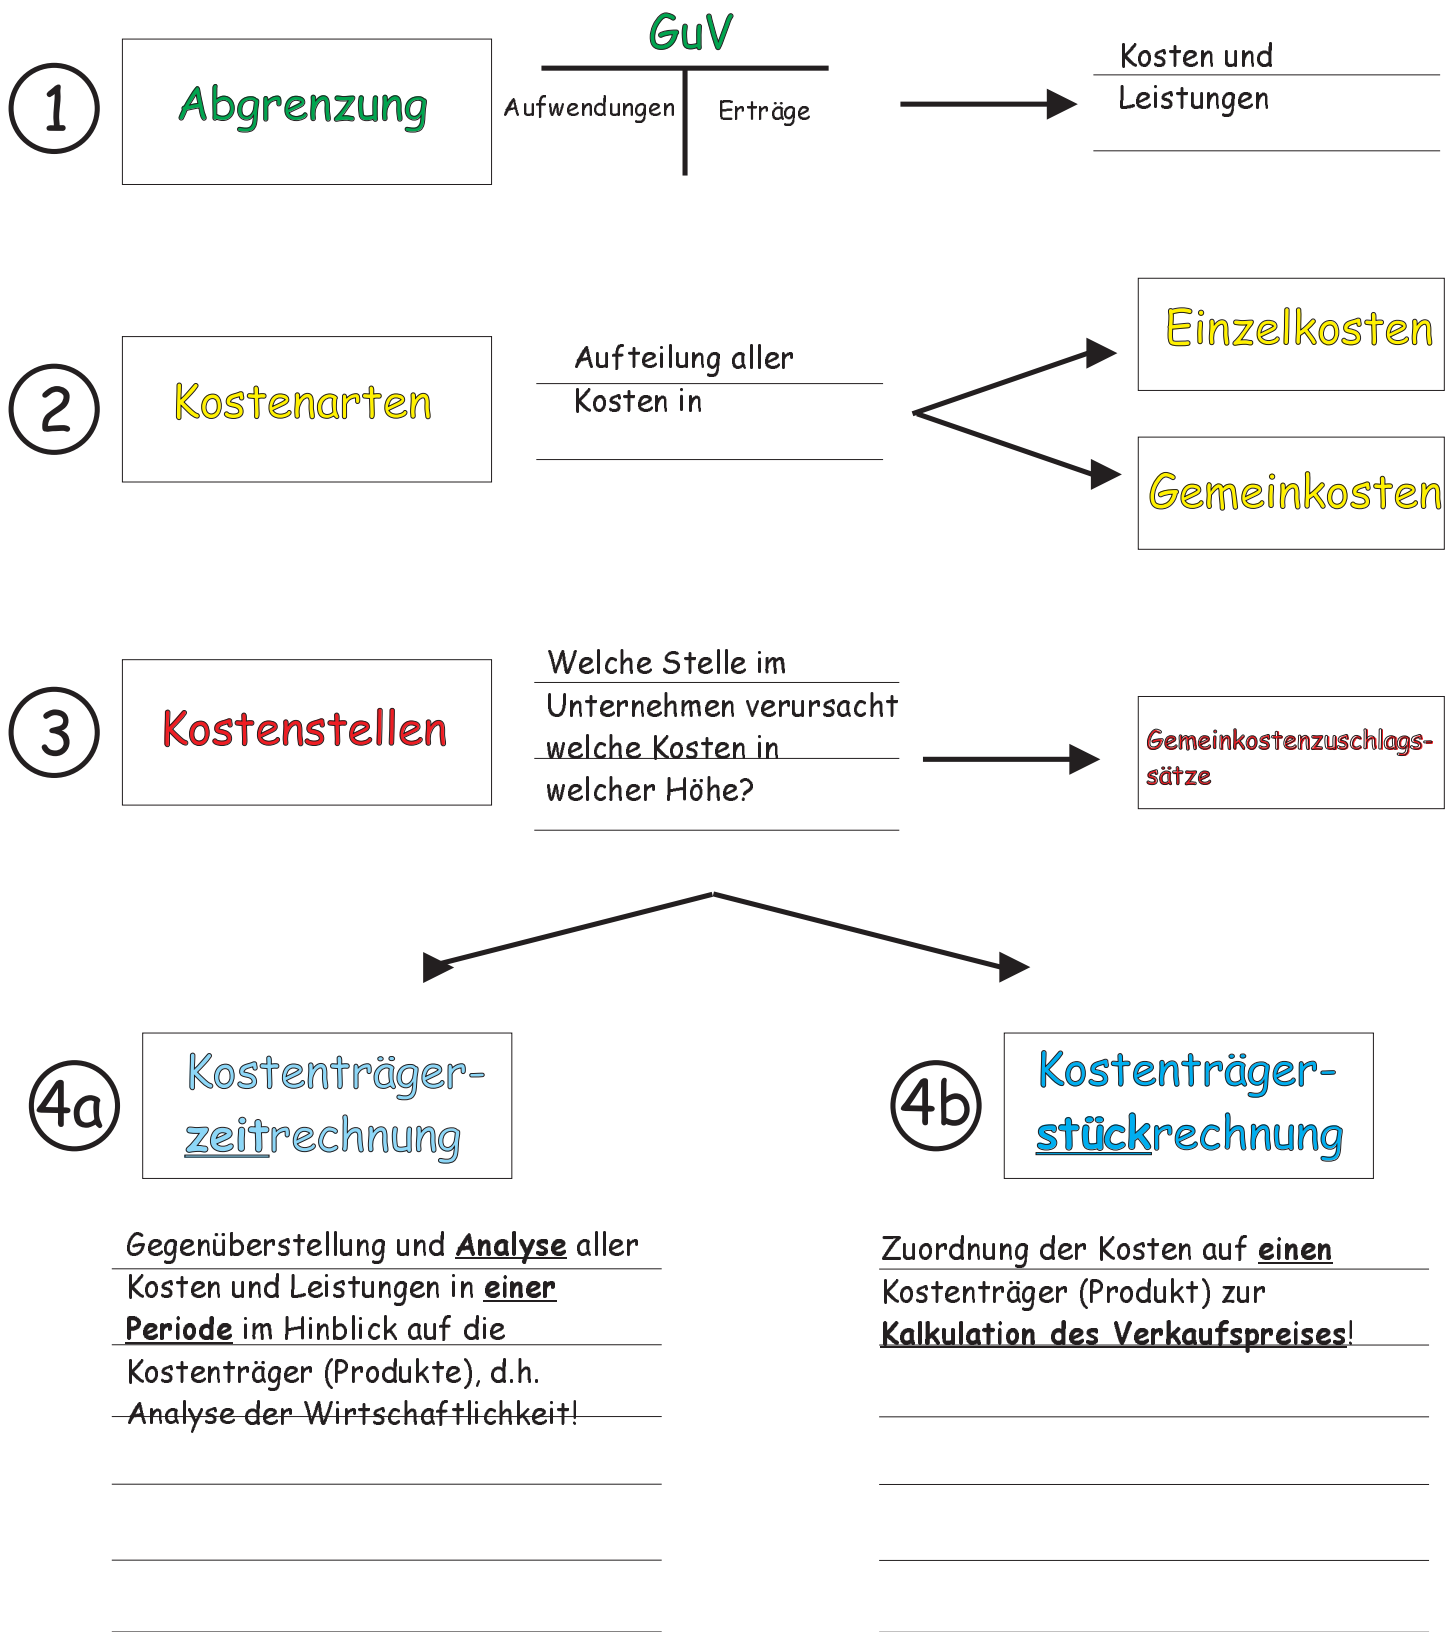 GuV
1
Abgrenzung
Aufwendungen
Erträge
Kosten und
Leistungen
2
Kostenarten
Aufteilung aller
Kosten in
Einzelkosten
Gemeinkosten
3
Kostenstellen
Welche Stelle im
Unternehmen verursacht
welche Kosten in
welcher Höhe?
Gemeinkostenzuschlags-
sätze
4a
Kostenträger-
zeitrechnung
Gegenüberstellung und Analyse aller
Kosten und Leistungen in einer
Periode im Hinblick auf die
Kostenträger (Produkte), d.h.
Analyse der Wirtschaftlichkeit!
4b
Kostenträger-
stückrechnung
Zuordnung der Kosten auf einen
Kostenträger (Produkt) zur
Kalkulation des Verkaufspreises!